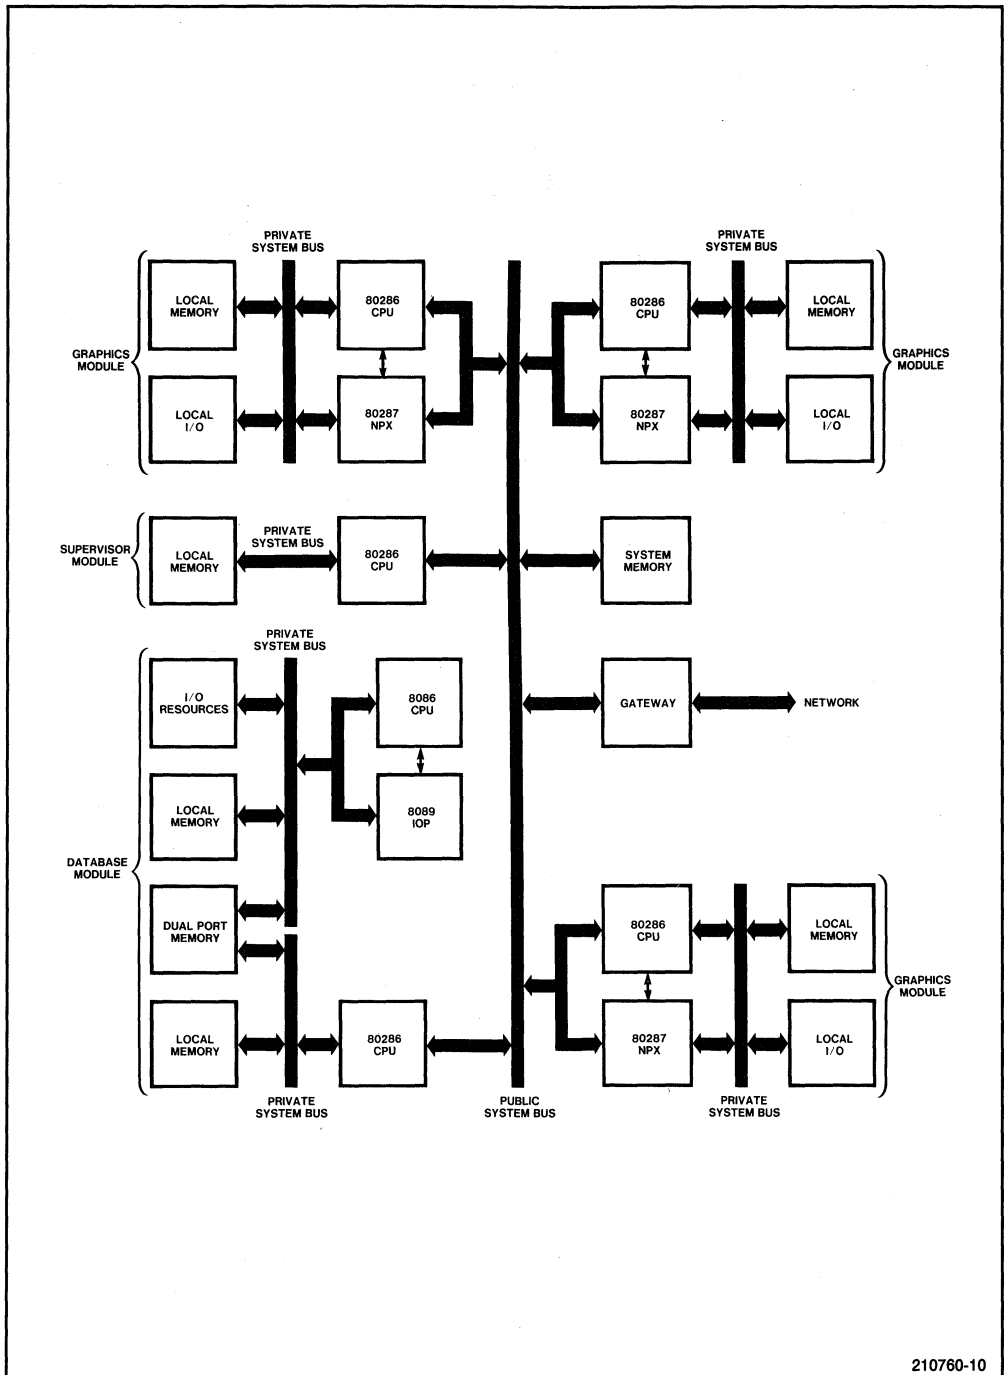 PRIVATE
SYSTEM BUS
PRIVATE
SYSTEM BUS
GRAPHICS
MODULE
LOCAL
MEMORY
80286
CPU
LOCAL
I/O
80287
NPX
80286
CPU
LOCAL
MEMORY
80287
NPX
LOCAL
I/O
GRAPHICS
MODULE
SUPERVISOR
MODULE
LOCAL
MEMORY
PRIVATE
SYSTEM BUS
80286
CPU
SYSTEM
MEMORY
PRIVATE
SYSTEM BUS
DATABASE
MODULE
I/O
RESOURCES
8086
CPU
LOCAL
MEMORY
8089
IOP
DUAL PORT
MEMORY
LOCAL
MEMORY
80286
CPU
GATEWAY
NETWORK
80286
CPU
LOCAL
MEMORY
80287
NPX
LOCAL
I/O
GRAPHICS
MODULE
PRIVATE
SYSTEM BUS
PUBLIC
SYSTEM BUS
PRIVATE
SYSTEM BUS
210760-10